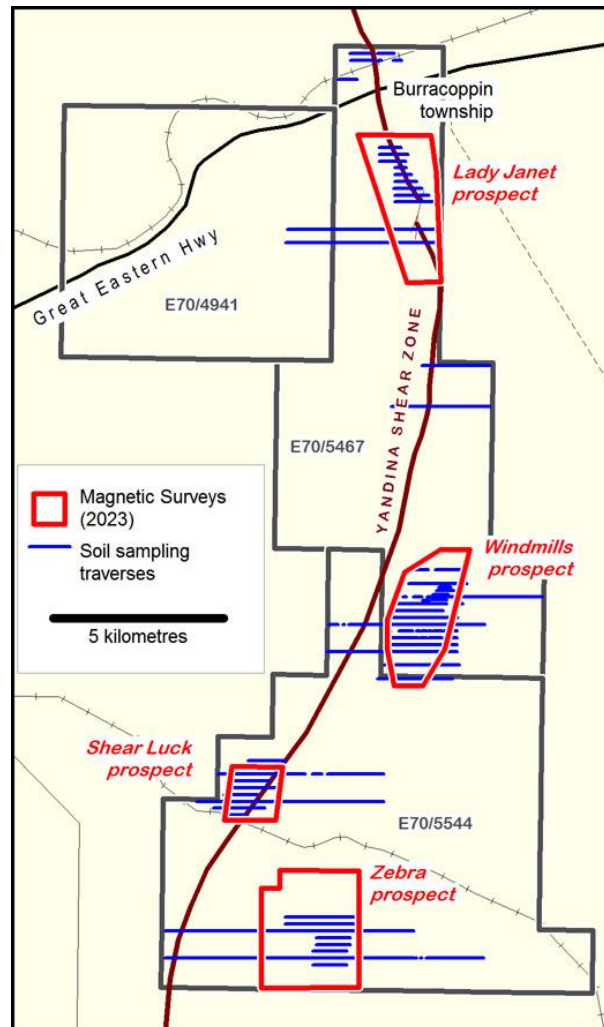 Burracoppin
township
Lady Janet
prospect
Great Eastern Hwy
E70/4941
YANDINA SHEAR ZONE
E70/5467
Magnetic Surveys
(2023)
Soil sampling
traverses
5 kilometres
Windmills
prospect
Shear Luck
prospect
E70/5544
Zebra
prospect